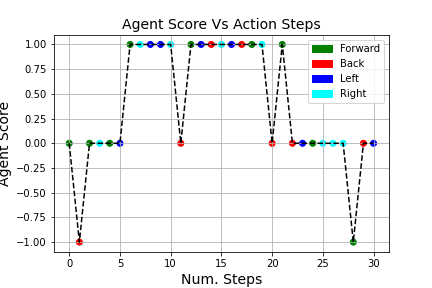 Agent Score Vs Action Steps
Agent Score
1.00
0.75
0.50
0.25
0.00
−0.25
−0.50
−0.75
−1.00
Forward
Back
Left
Right
0 5 10 15 20 25 30
Num. Steps